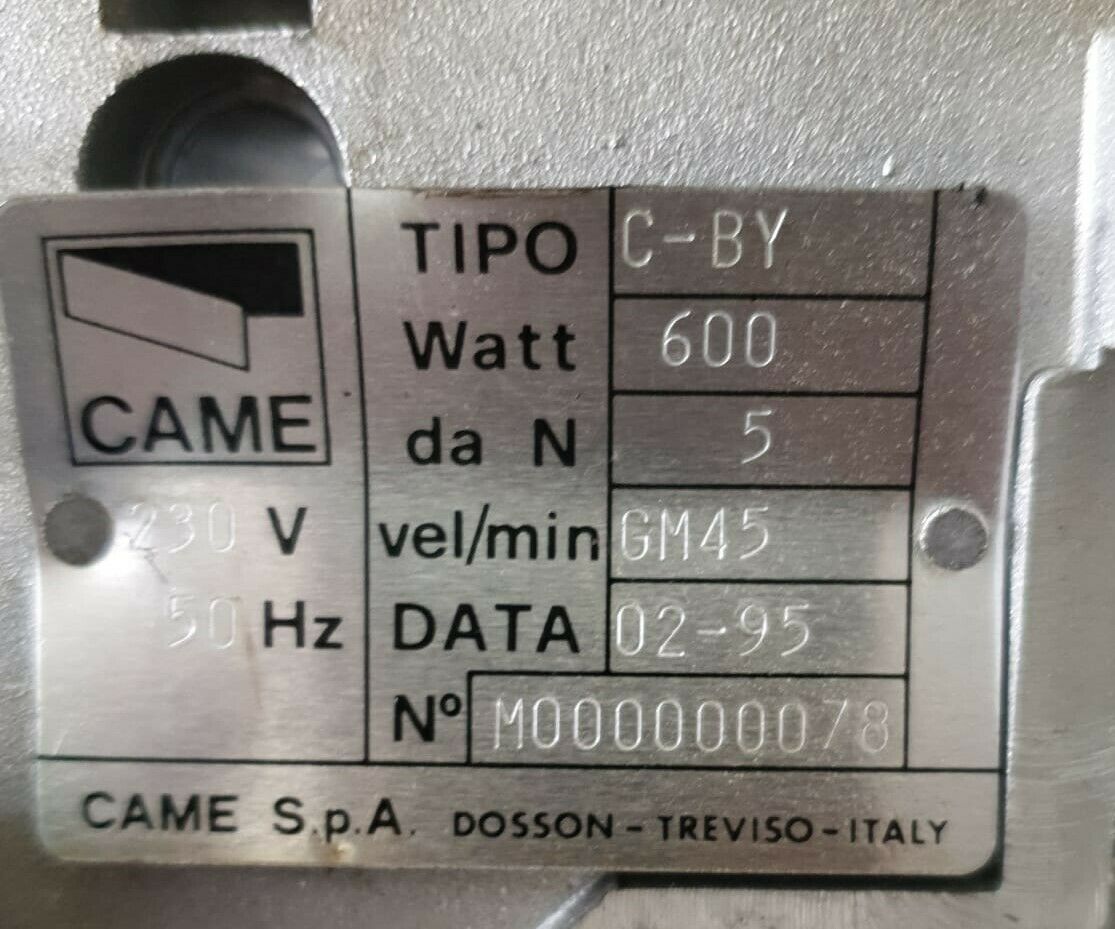 CAME
230 V
50 Hz
TIPO C-BY
Watt 600
da N 5
vel/min GM45
DATA 02-95
Nº M000000078
CAME S.p.A. DOSSON - TREVISO - ITALY